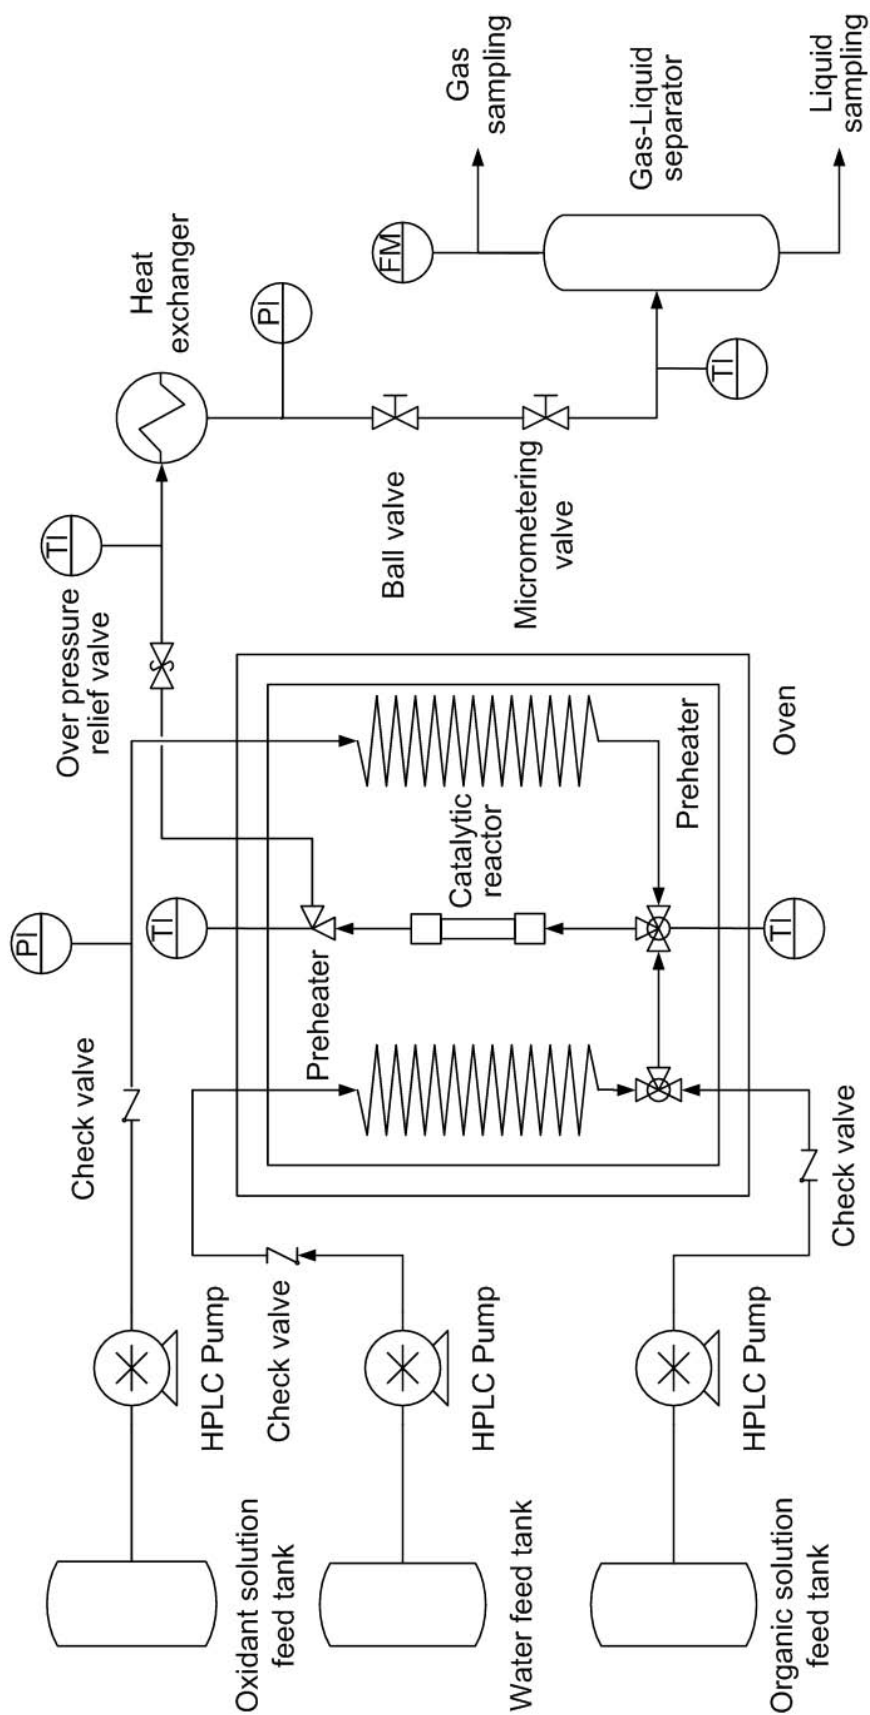 PI
TI
Over pressure
relief valve
Check valve
Heat
exchanger
TI
HPLC Pump
Oxidant solution
feed tank
PI
Check valve
Preheater
FM
Ball valve
Catalytic
reactor
Gas
sampling
HPLC Pump
Water feed tank
Micrometering
valve
Gas-Liquid
separator
Preheater
TI
HPLC Pump
TI
Organic solution
feed tank
Oven
Liquid
sampling
Check valve